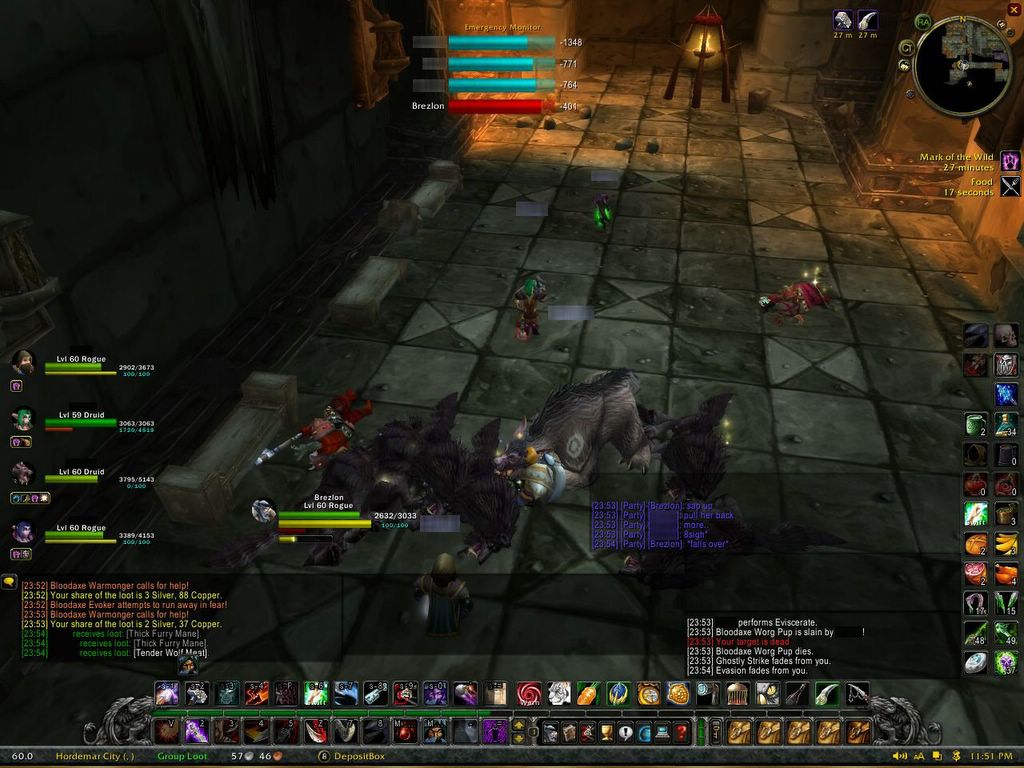 Emergency Monitor
-1348
-771
-764
Brezlon -401
27 m 27 m
RA
N
CT
Mark of the Wild
27 minutes
Food
17 seconds
Lvl 60 Rogue
2902/3673
100/100
Lvl 59 Druid
3063/3063
1720/4519
Lvl 60 Druid
3795/5143
0/100
Lvl 60 Rogue
3389/4153
100/100
Brezlon
Lvl 60 Rogue
2632/3033
100/100
[23:53] [Party] [Brezlon]: sap up
[23:53] [Party] : pull her back
[23:53] [Party] : more..
[23:53] [Party] : 8sigh*
[23:54] [Party] [Brezlon]: *falls over*
[23:52] Bloodaxe Warmonger calls for help!
[23:52] Your share of the loot is 3 Silver, 88 Copper.
[23:52] Bloodaxe Evoker attempts to run away in fear!
[23:53] Bloodaxe Warmonger calls for help!
[23:53] Your share of the loot is 2 Silver, 37 Copper.
[23:54] receives loot: [Thick Furry Mane].
[23:54] receives loot: [Thick Furry Mane].
[23:54] receives loot: [Tender Wolf Meat].
[23:53] performs Eviscerate.
[23:53] Bloodaxe Worg Pup is slain by !
[23:53] Your target is dead
[23:53] Bloodaxe Worg Pup dies.
[23:53] Ghostly Strike fades from you.
[23:54] Evasion fades from you.
60.0 Hordemar City (, ) Group Loot 57 46 8 DepositBox 11:51 PM